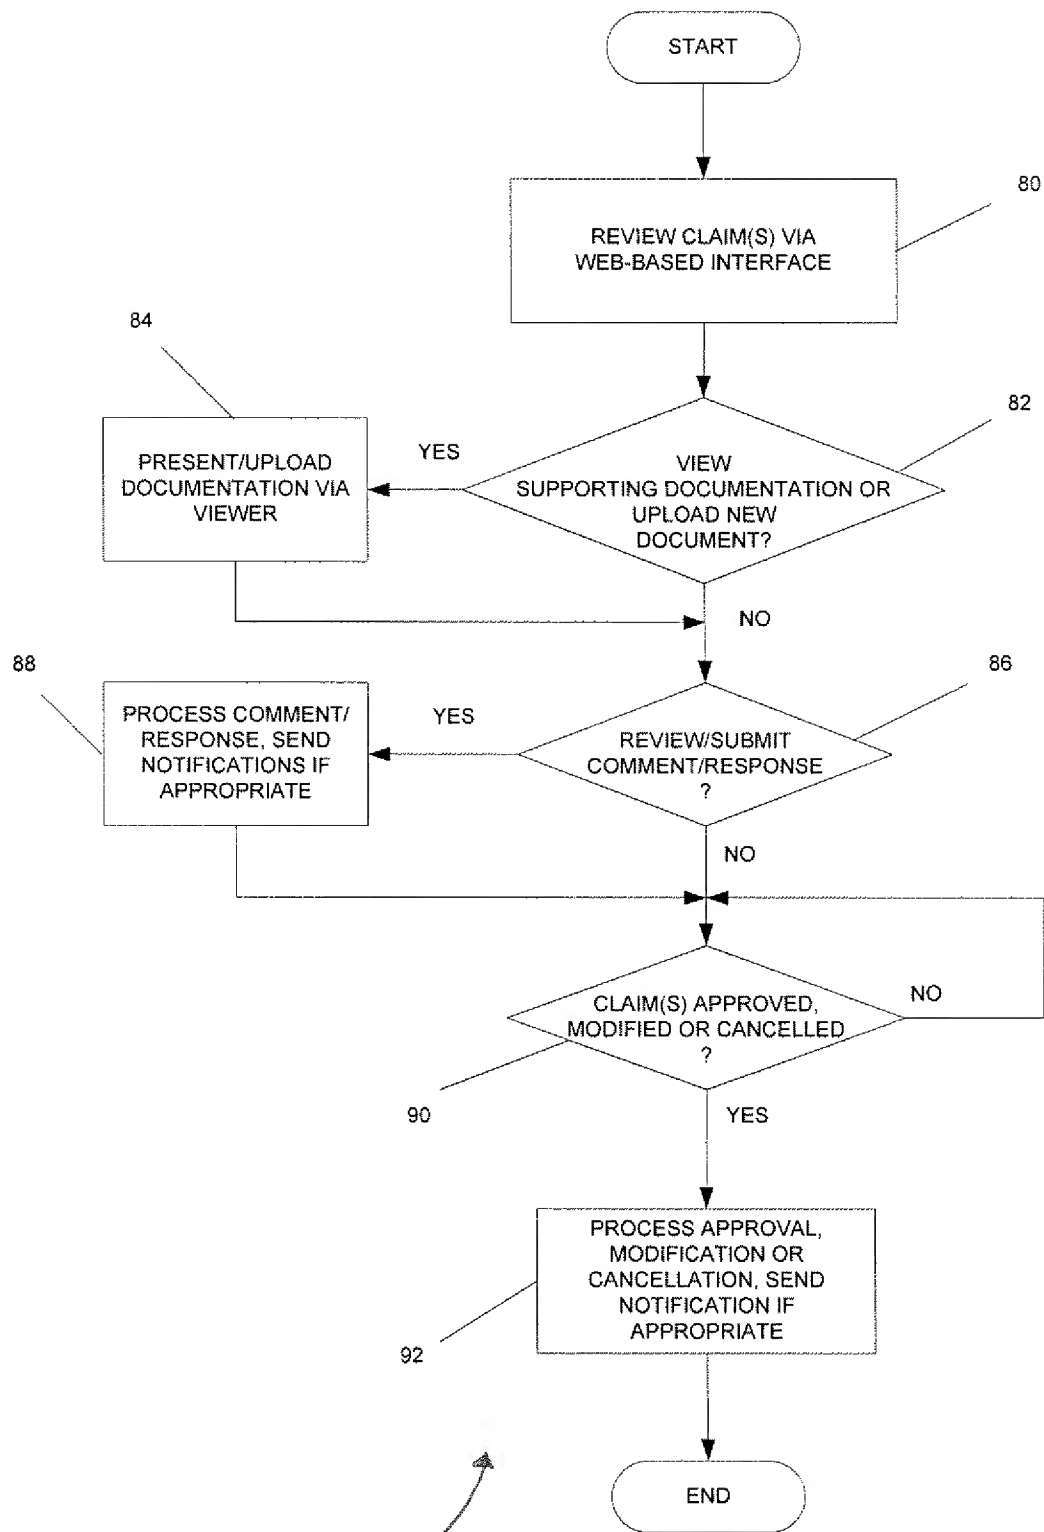 START
80
REVIEW CLAIM(S) VIA
WEB-BASED INTERFACE
84
82
YES
PRESENT/UPLOAD
DOCUMENTATION VIA
VIEWER
VIEW
SUPPORTING DOCUMENTATION OR
UPLOAD NEW
DOCUMENT?
NO
88
86
PROCESS COMMENT/
RESPONSE, SEND
NOTIFICATIONS IF
APPROPRIATE
YES
REVIEW/SUBMIT
COMMENT/RESPONSE
?
NO
CLAIM(S) APPROVED,
MODIFIED OR CANCELLED
?
NO
90
YES
PROCESS APPROVAL,
MODIFICATION OR
CANCELLATION, SEND
NOTIFICATION IF
APPROPRIATE
92
END